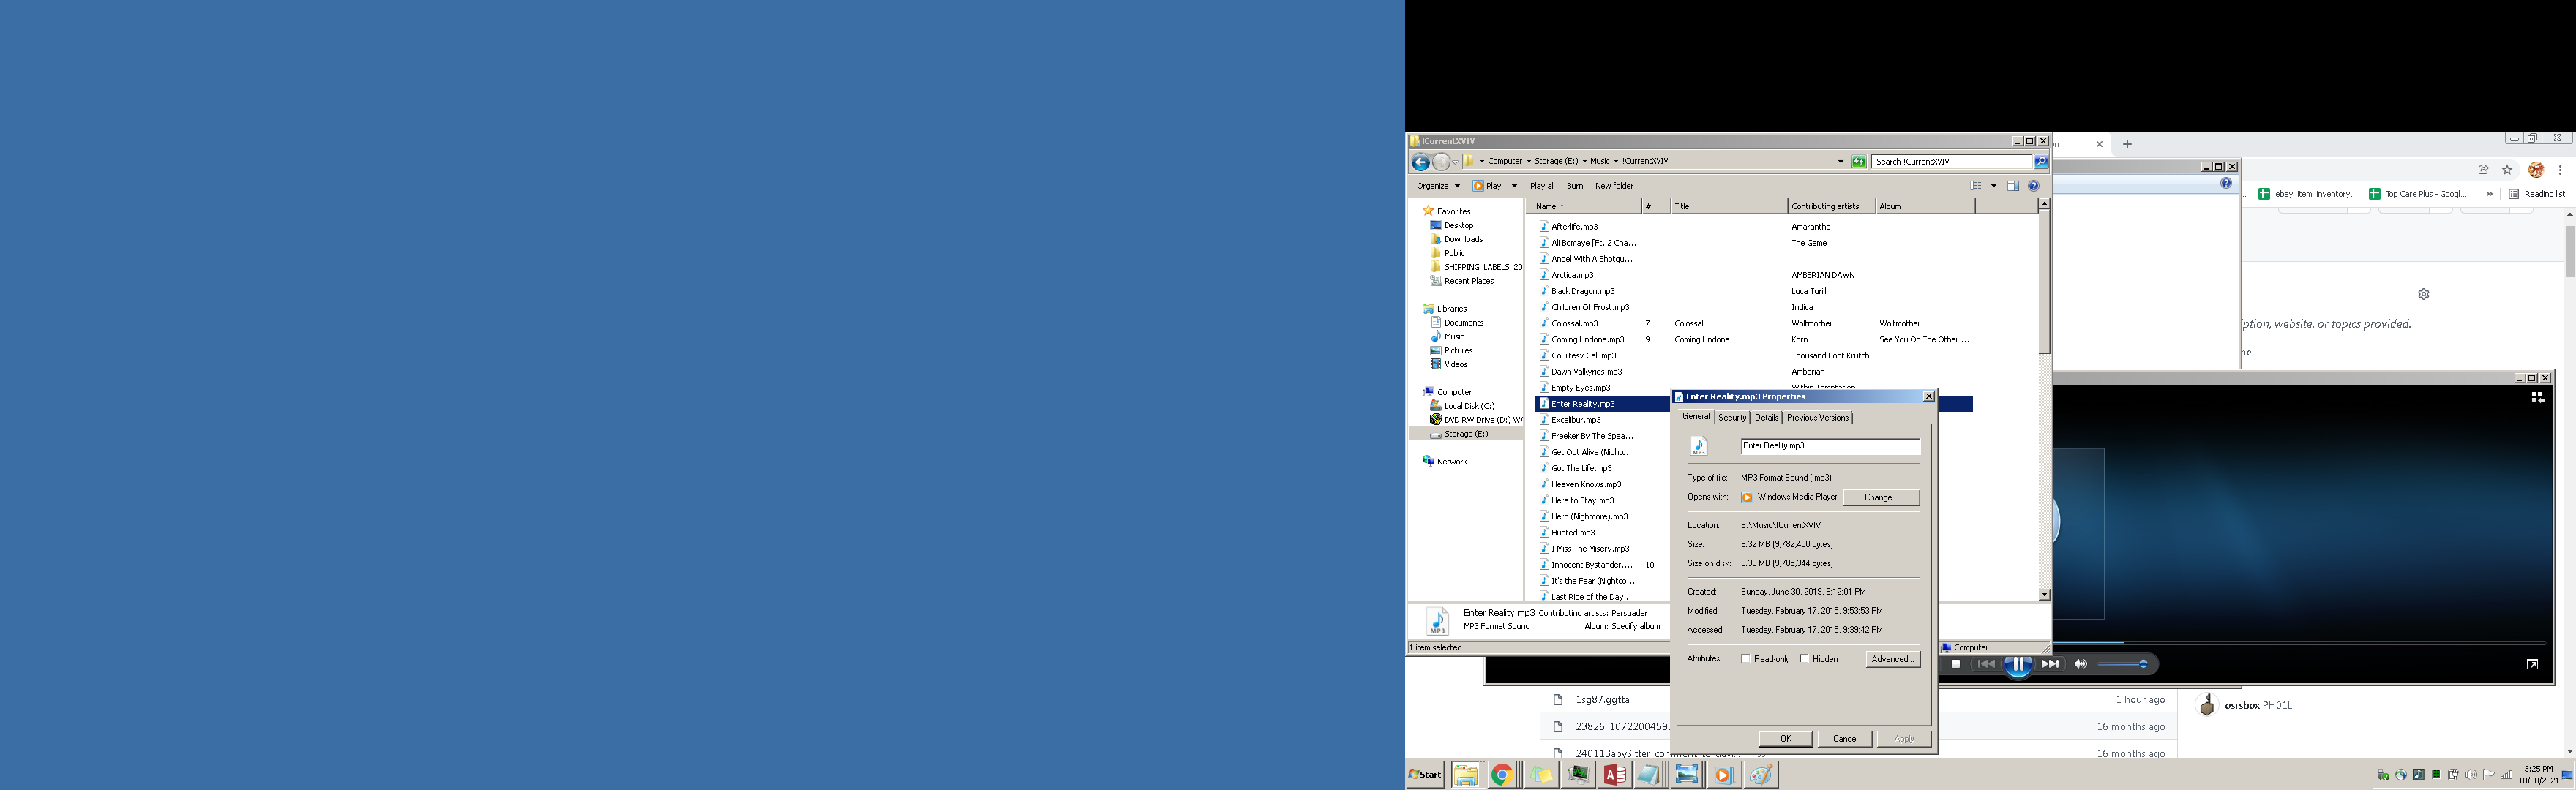 !CurrentXVIV
Computer Storage (E:) Music !CurrentXVIV
Search !CurrentXVIV
Organize Play Play all Burn New folder
ebay_item_inventory... Top Care Plus - Googl... » Reading list
Favorites
Desktop
Downloads
Public
SHIPPING_LABELS_20
Recent Places
Libraries
Documents
Music
Pictures
Videos
Computer
Local Disk (C:)
DVD RW Drive (D:) WA
Storage (E:)
Network
Name # Title Contributing artists Album
Afterlife.mp3 Amaranthe
Ali Bomaye [Ft. 2 Cha... The Game
Angel With A Shotgu...
Arctica.mp3 AMBERIAN DAWN
Black Dragon.mp3 Luca Turilli
Children Of Frost.mp3 Indica
Colossal.mp3 7 Colossal Wolfmother Wolfmother
Coming Undone.mp3 9 Coming Undone Korn See You On The Other ...
Courtesy Call.mp3 Thousand Foot Krutch
Dawn Valkyries.mp3 Amberian
Empty Eyes.mp3 Within Temptation
Enter Reality.mp3
Excalibur.mp3
Freeker By The Spea...
Get Out Alive (Nightc...
Got The Life.mp3
Heaven Knows.mp3
Here to Stay.mp3
Hero (Nightcore).mp3
Hunted.mp3
I Miss The Misery.mp3
Innocent Bystander.... 10
It's the Fear (Nightco...
Last Ride of the Day ...
Enter Reality.mp3 Contributing artists: Persuader
MP3 Format Sound Album: Specify album
1 item selected
Computer
Enter Reality.mp3 Properties
General Security Details Previous Versions
MP3
Enter Reality.mp3
Type of file: MP3 Format Sound (.mp3)
Opens with: Windows Media Player Change...
Location: E:\Music\!CurrentXVIV
Size: 9.32 MB (9,782,400 bytes)
Size on disk: 9.33 MB (9,785,344 bytes)
Created: Sunday, June 30, 2019, 6:12:01 PM
Modified: Tuesday, February 17, 2015, 9:53:53 PM
Accessed: Tuesday, February 17, 2015, 9:39:42 PM
Attributes: Read-only Hidden Advanced...
OK Cancel Apply
iption, website, or topics provided.
1sg87.ggtta 1 hour ago
23826_107220045 16 months ago
24011BabySitter 16 months ago
osrsbox PH01L
Start
3:25 PM
10/30/2021